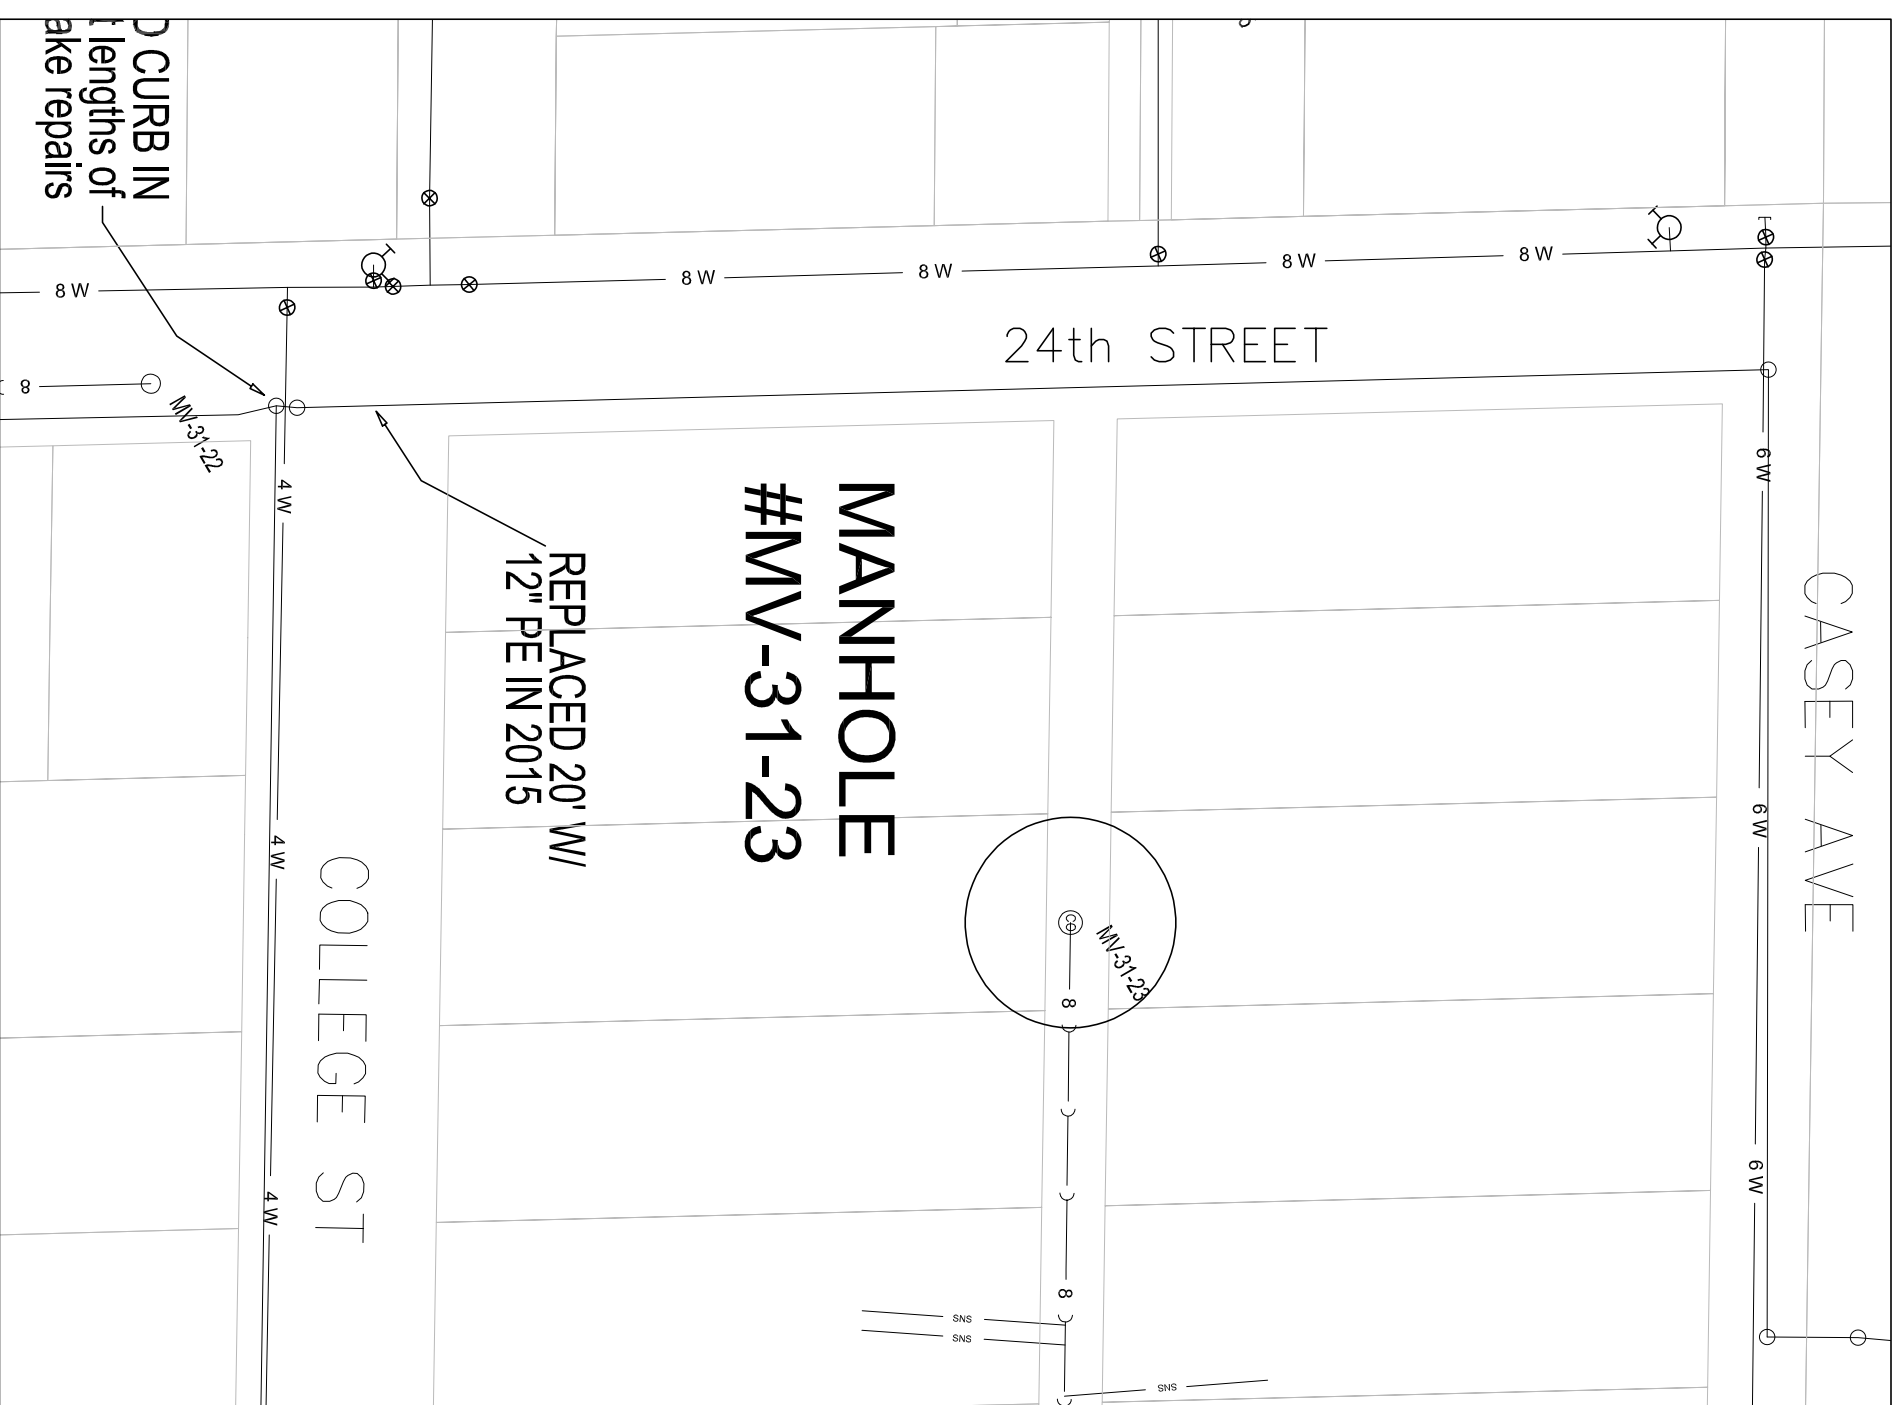 D CURB IN
lengths of
ake repairs
8 W
8 W
8 W
8 W
8 W
24th STREET
8
MV-31-22
4 W
4 W
4 W
6 W
6 W
6 W
MANHOLE
#MV-31-23
REPLACED 20' W/
12" PE IN 2015
CASEY AVE
COLLEGE ST
CO
MV-31-23
8
8
SNS
SNS
SNS